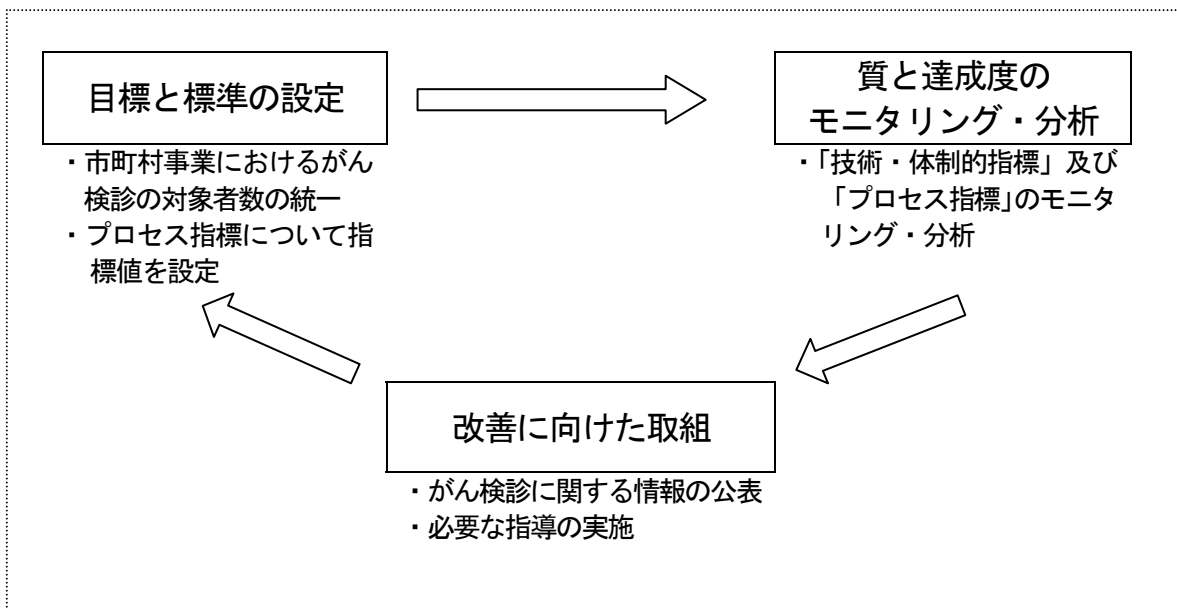 目標と標準の設定
・市町村事業におけるがん
検診の対象者数の統一
・プロセス指標について指
標値を設定
質と達成度の
モニタリング・分析
・「技術・体制的指標」及び
「プロセス指標」のモニタ
リング・分析
改善に向けた取組
・がん検診に関する情報の公表
・必要な指導の実施